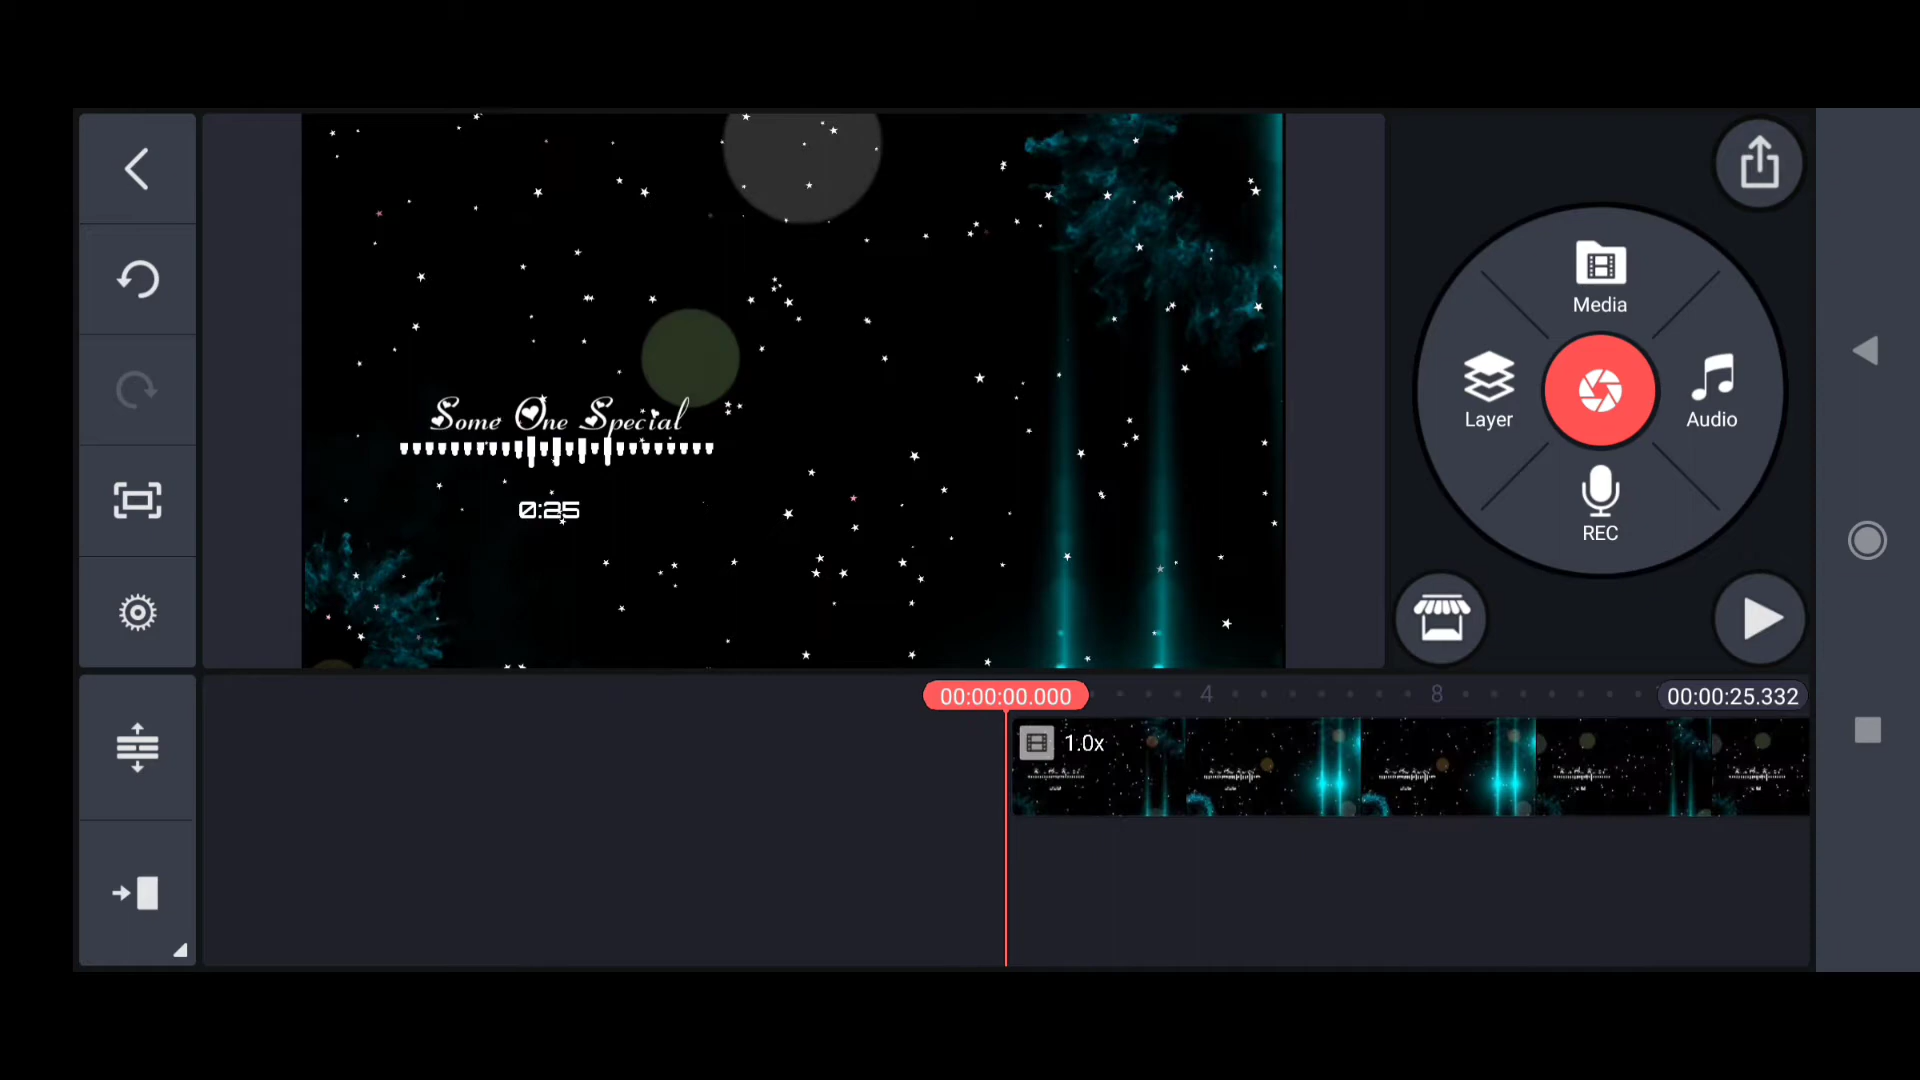 Some One Special
0:25
Media
Layer
Audio
REC
00:00:00.000
4
8
00:00:25.332
1.0x